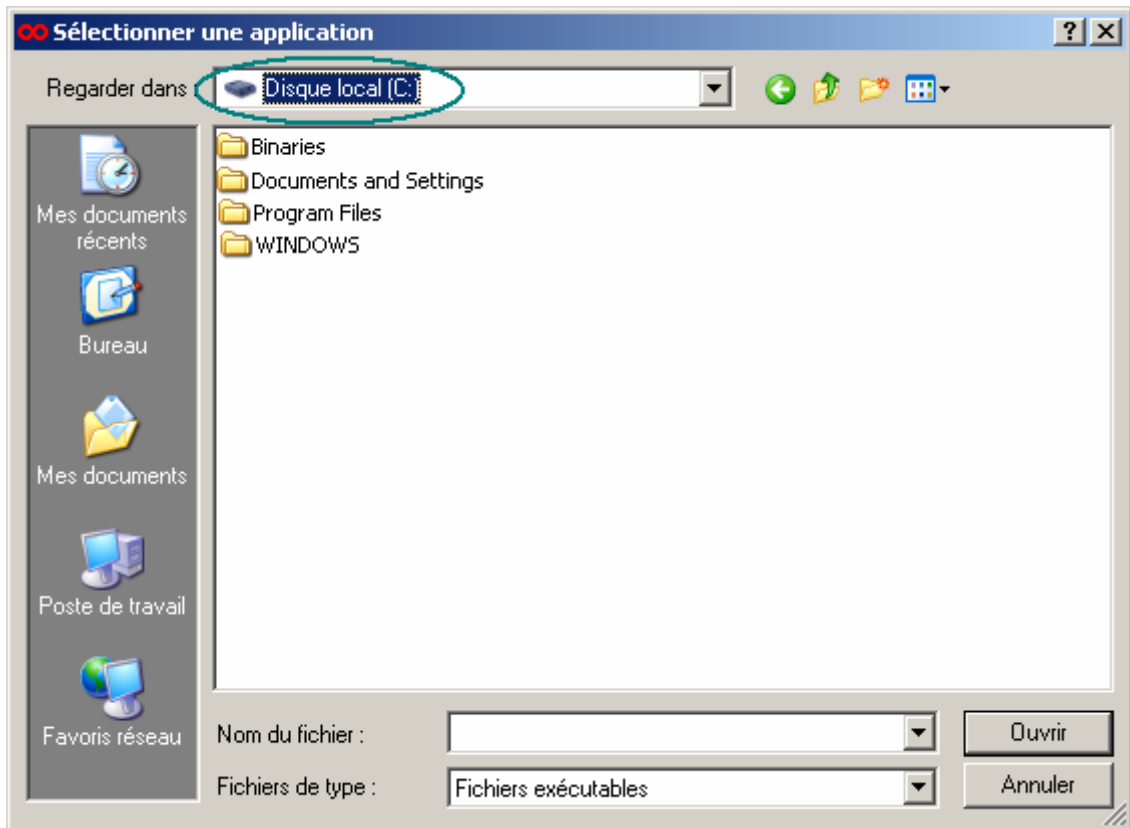 Sélectionner une application
Regarder dans :
Disque local (C:)
Mes documents
récents
Bureau
Mes documents
Poste de travail
Favoris réseau
Binaries
Documents and Settings
Program Files
WINDOWS
Nom du fichier :
Ouvrir
Fichiers de type :
Fichiers exécutables
Annuler